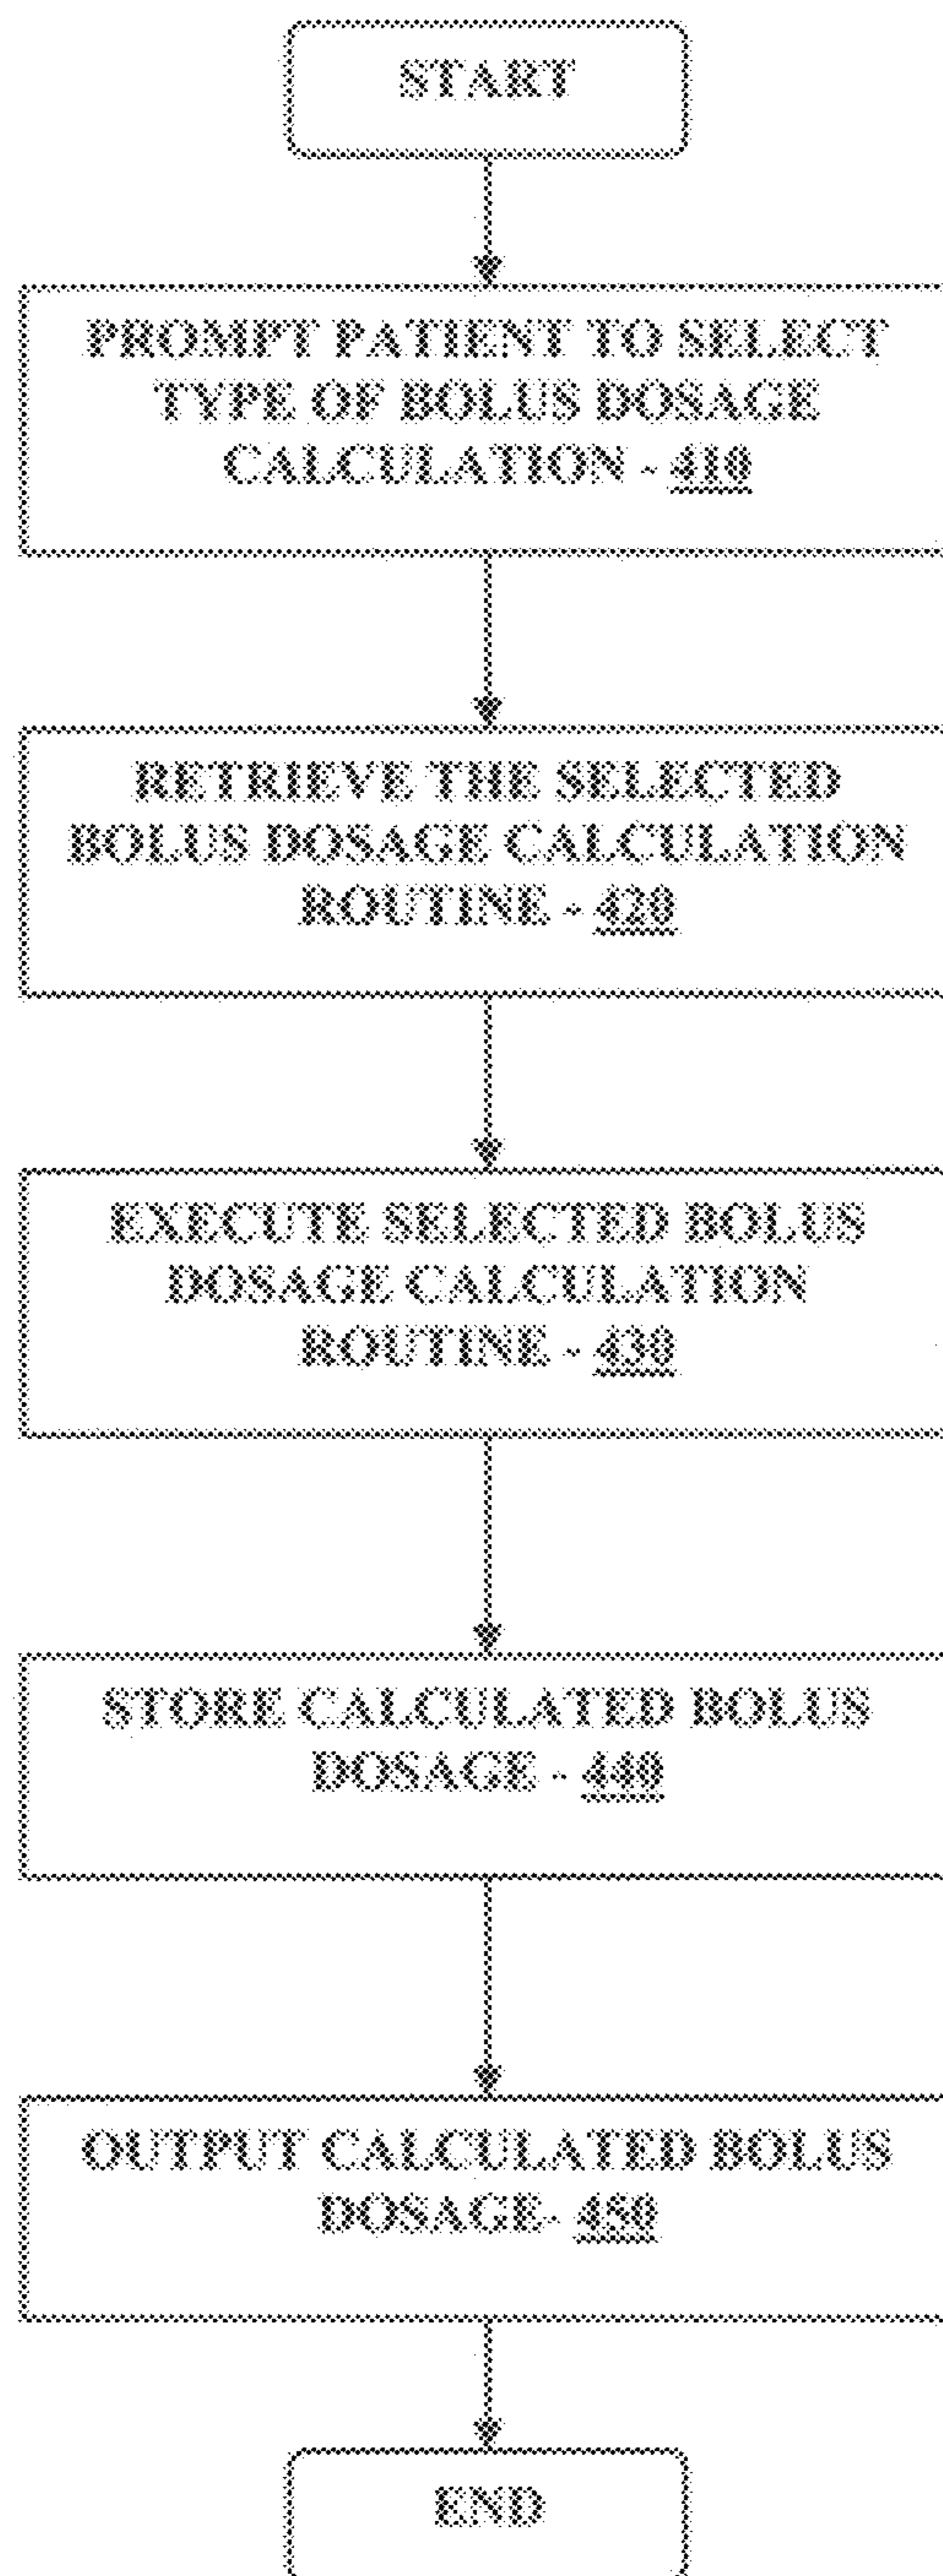 START
PROMPT PATIENT TO SELECT
TYPE OF BOLUS DOSAGE
CALCULATION - 410
RETRIEVE THE SELECTED
BOLUS DOSAGE CALCULATION
ROUTINE - 420
EXECUTE SELECTED BOLUS
DOSAGE CALCULATION
ROUTINE - 430
STORE CALCULATED BOLUS
DOSAGE - 440
OUTPUT CALCULATED BOLUS
DOSAGE- 450
END